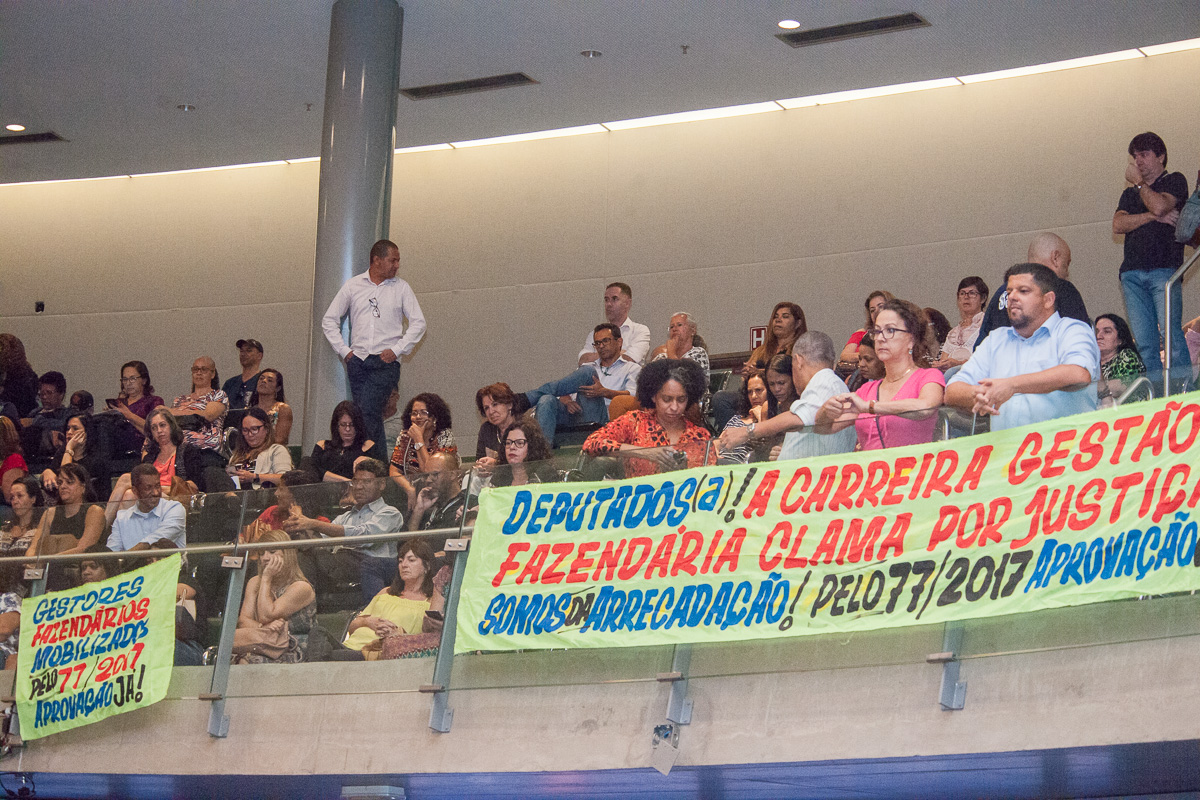 GESTORES
FAZENDÁRIOS
MOBILIZAD@S
PELO 77/2017
APROVAÇÃO JÁ!
DEPUTADOS(a)! A CARREIRA GESTÃO
FAZENDÁRIA CLAMA POR JUSTIÇA
SOMOS DA ARRECADAÇÃO! PELO 77/2017 APROVAÇÃO
H